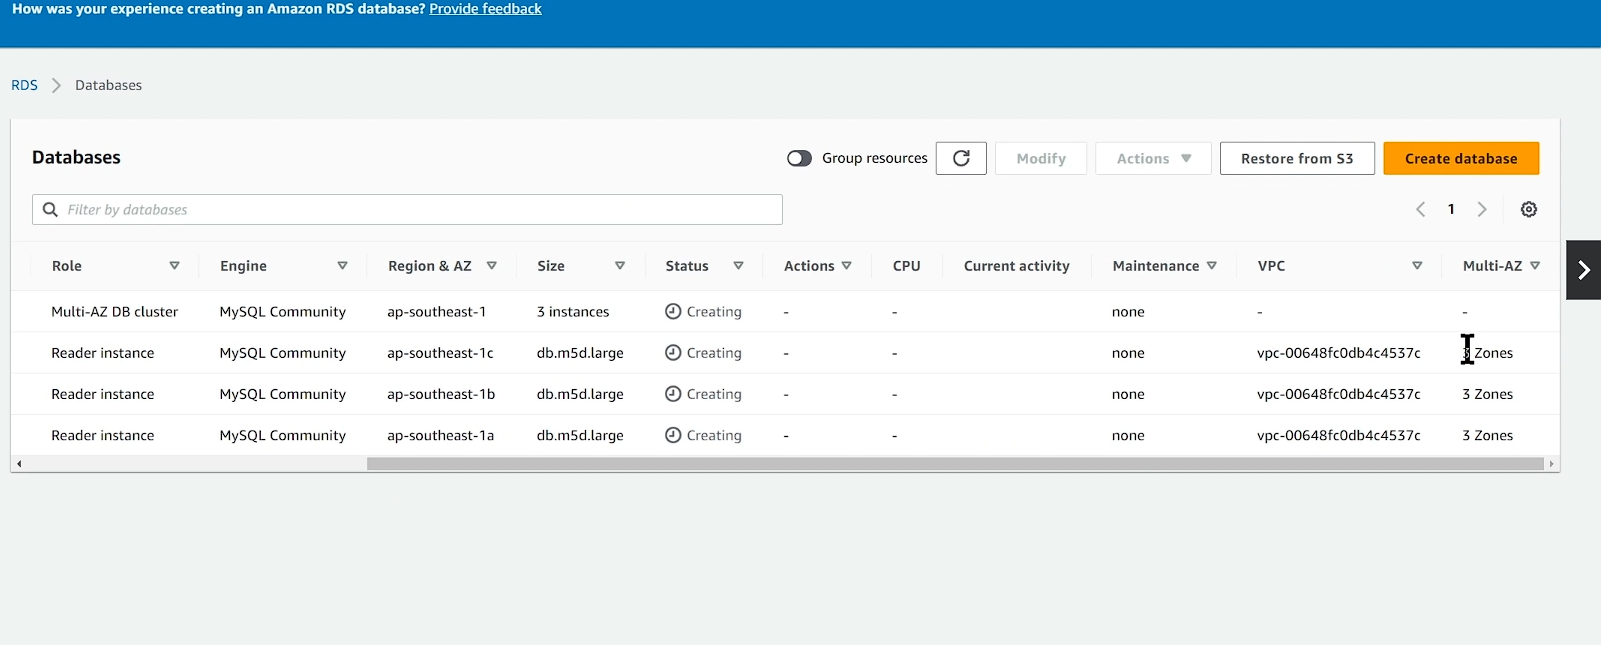 How was your experience creating an Amazon RDS database? Provide feedback
RDS > Databases
Databases Group resources Modify Actions Restore from S3 Create database
Filter by databases 1
Role Engine Region & AZ Size Status Actions CPU Current activity Maintenance VPC Multi-AZ
Multi-AZ DB cluster MySQL Community ap-southeast-1 3 instances Creating - - none - -
Reader instance MySQL Community ap-southeast-1c db.m5d.large Creating - - none vpc-00648fc0db4c4537c 3 Zones
Reader instance MySQL Community ap-southeast-1b db.m5d.large Creating - - none vpc-00648fc0db4c4537c 3 Zones
Reader instance MySQL Community ap-southeast-1a db.m5d.large Creating - - none vpc-00648fc0db4c4537c 3 Zones